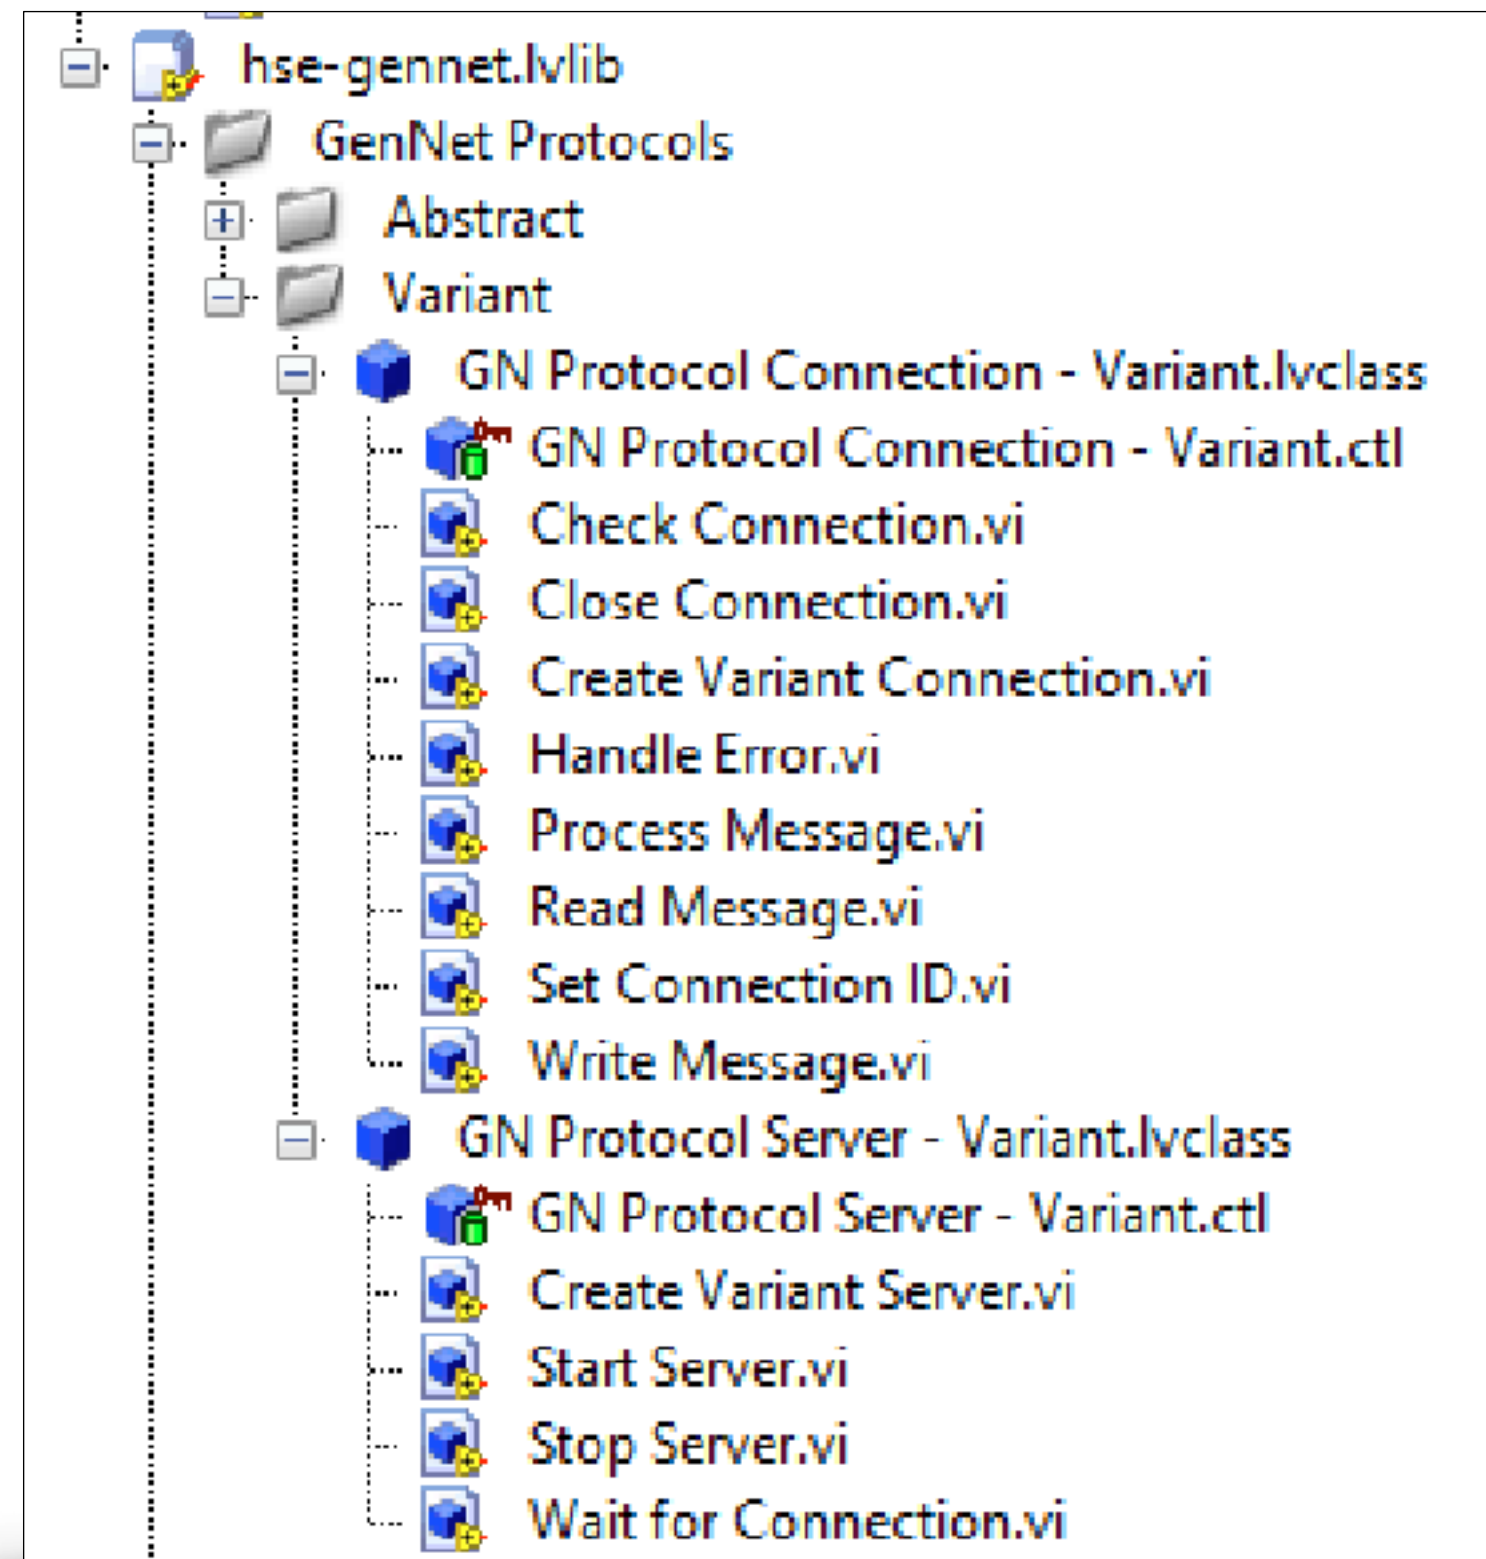 hse-gennet.lvlib
GenNet Protocols
Abstract
Variant
GN Protocol Connection - Variant.lvclass
GN Protocol Connection - Variant.ctl
Check Connection.vi
Close Connection.vi
Create Variant Connection.vi
Handle Error.vi
Process Message.vi
Read Message.vi
Set Connection ID.vi
Write Message.vi
GN Protocol Server - Variant.lvclass
GN Protocol Server - Variant.ctl
Create Variant Server.vi
Start Server.vi
Stop Server.vi
Wait for Connection.vi